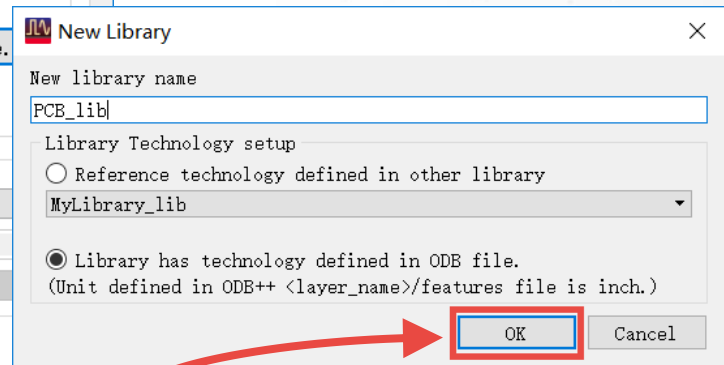 e.
New Library
New library name
PCB_lib
Library Technology setup
Reference technology defined in other library
MyLibrary_lib
Library has technology defined in ODB file.
(Unit defined in ODB++ <layer_name>/features file is inch.)
OK Cancel